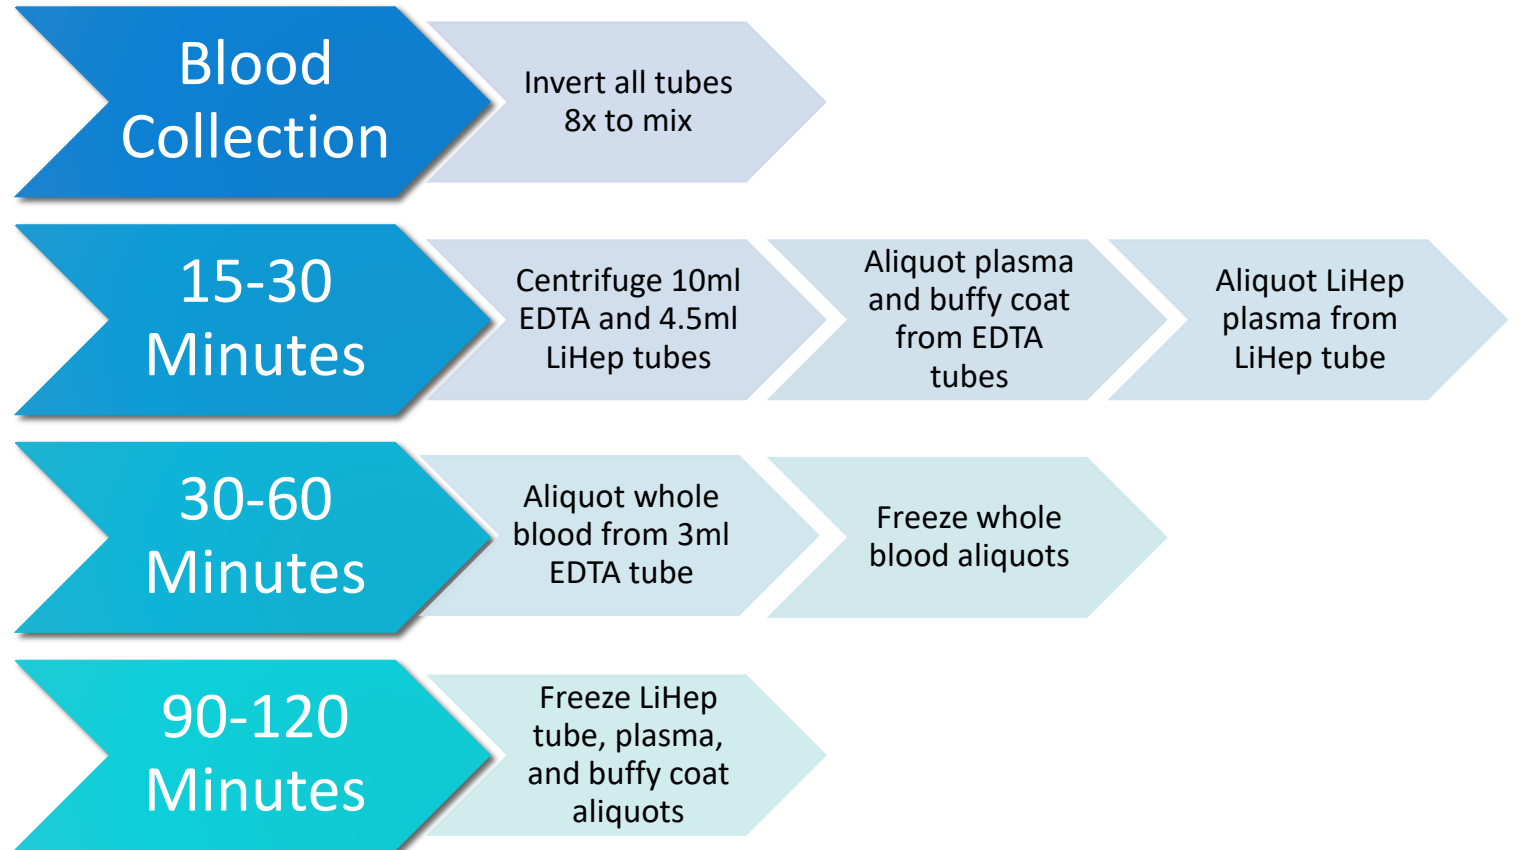 Blood
Collection
Invert all tubes
8x to mix
15-30
Minutes
Centrifuge 10ml
EDTA and 4.5ml
LiHep tubes
Aliquot plasma
and buffy coat
from EDTA
tubes
Aliquot LiHep
plasma from
LiHep tube
30-60
Minutes
Aliquot whole
blood from 3ml
EDTA tube
Freeze whole
blood aliquots
90-120
Minutes
Freeze LiHep
tube, plasma,
and buffy coat
aliquots